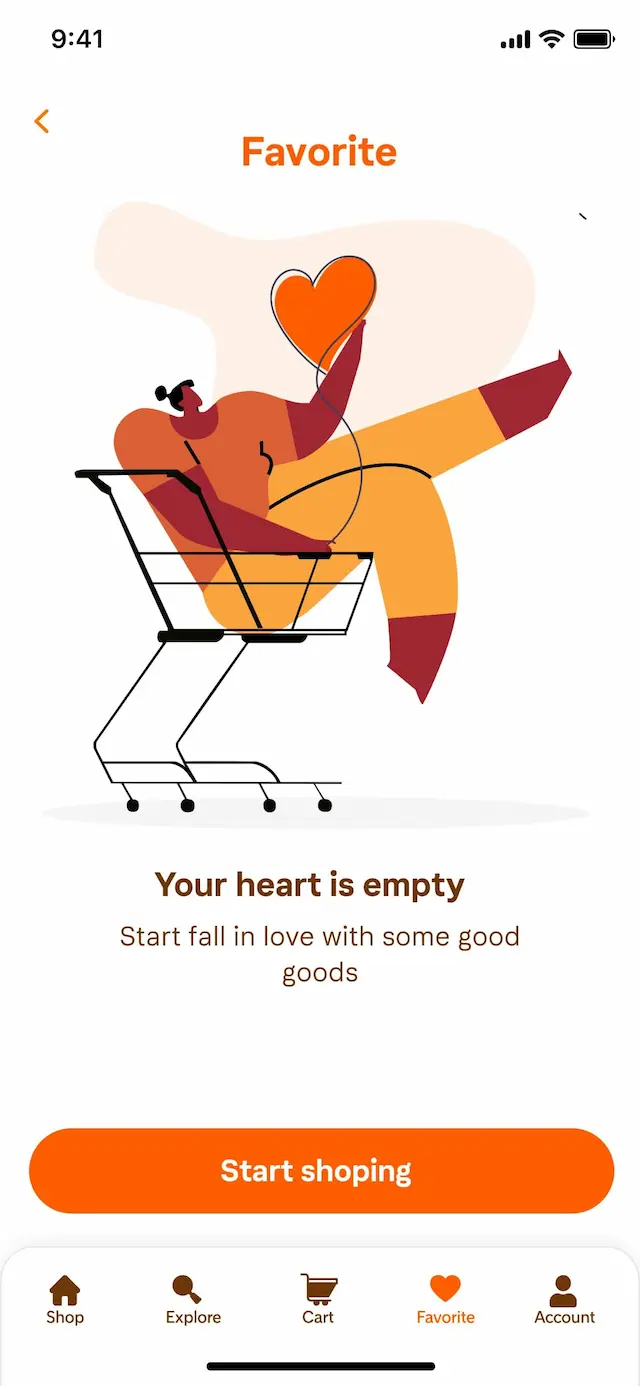 9:41
Favorite
Your heart is empty
Start fall in love with some good
goods
Start shoping
Shop
Explore
Cart
Favorite
Account